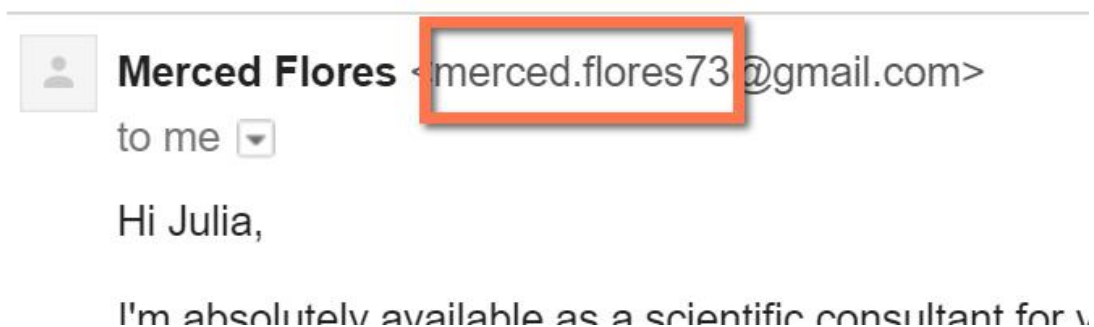 Merced Flores <merced.flores73@gmail.com>
to me
Hi Julia,
I'm absolutely available as a scientific consultant for